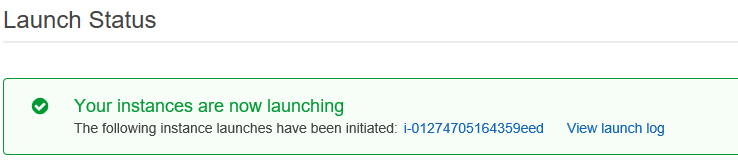 Launch Status
Your instances are now launching
The following instance launches have been initiated: i-01274705164359eed View launch log